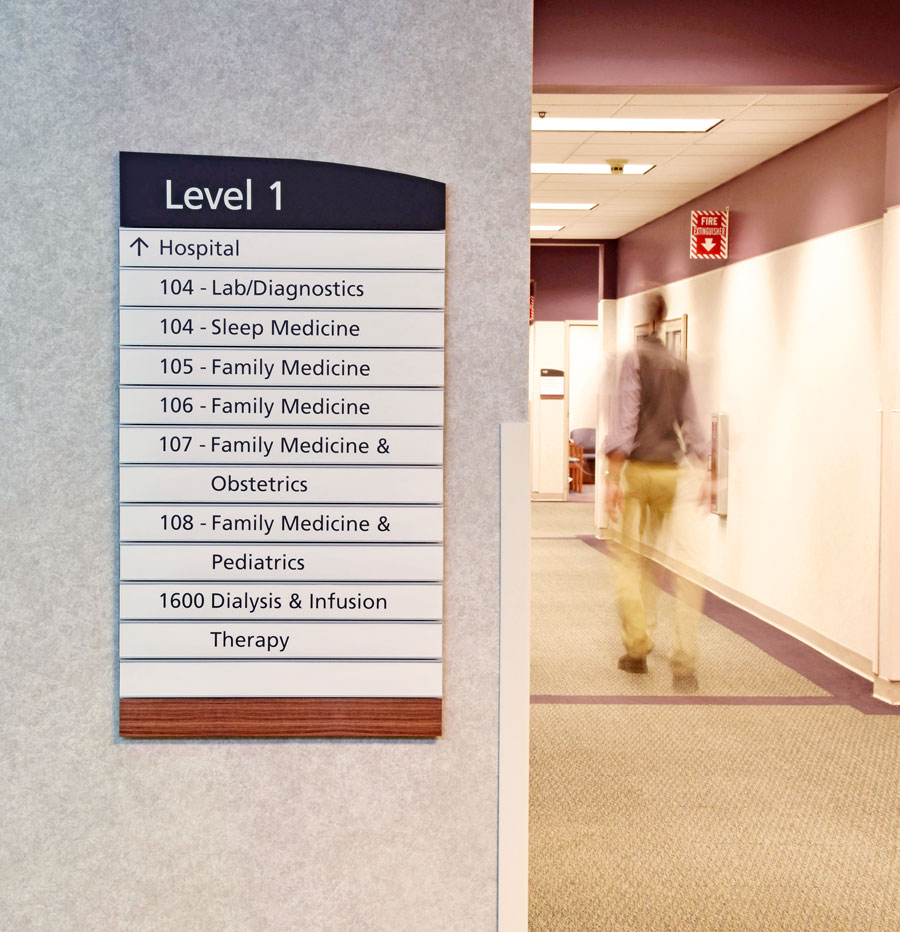 Level 1
↑ Hospital
104 - Lab/Diagnostics
104 - Sleep Medicine
105 - Family Medicine
106 - Family Medicine
107 - Family Medicine &
Obstetrics
108 - Family Medicine &
Pediatrics
1600 Dialysis & Infusion
Therapy
FIRE
EXTINGUISHER